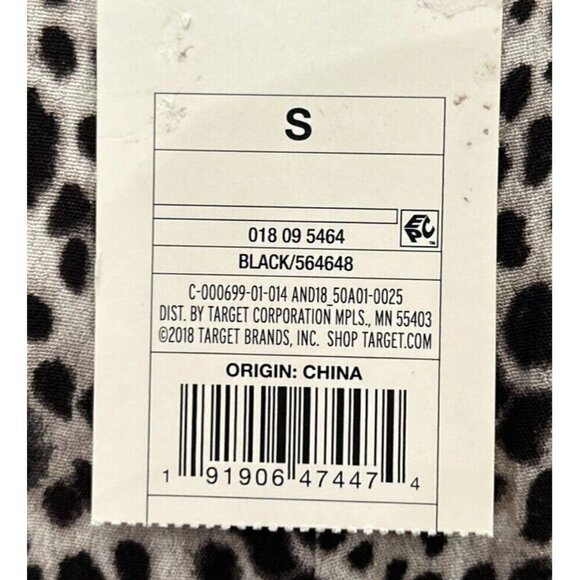 S
EPC™
018 09 5464
BLACK/564648
C-000699-01-014 AND18_50A01-0025
DIST. BY TARGET CORPORATION MPLS., MN 55403
©2018 TARGET BRANDS, INC. SHOP TARGET.COM
ORIGIN: CHINA
1 91906 47447 4